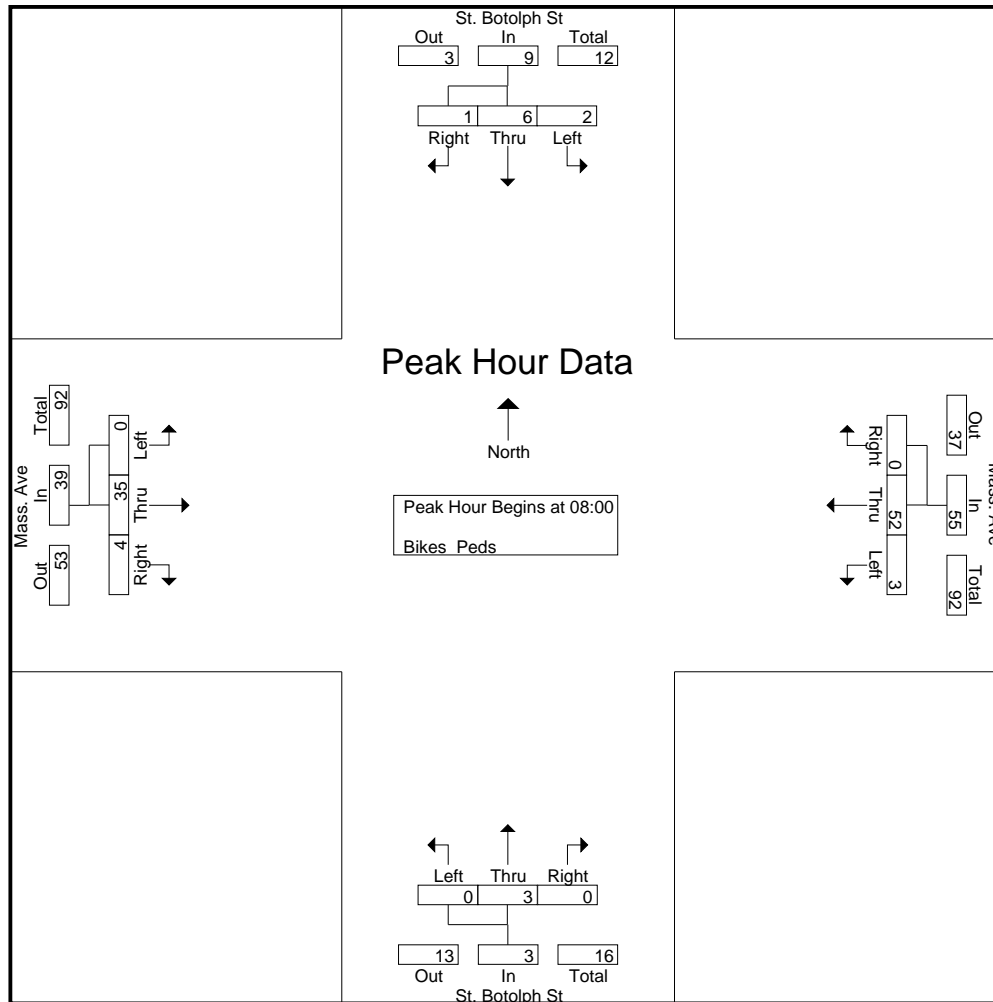 St. Botolph St
Out In Total
3 9 12
1 6 2
Right Thru Left
Peak Hour Data
North
Peak Hour Begins at 08:00
Bikes Peds
Mass. Ave
Out In Total
53 39 92
Left Thru Right
0 35 4
Mass. Ave
Out In Total
37 55 92
Right Thru Left
0 52 3
Left Thru Right
0 3 0
13 3 16
Out In Total
St. Botolph St